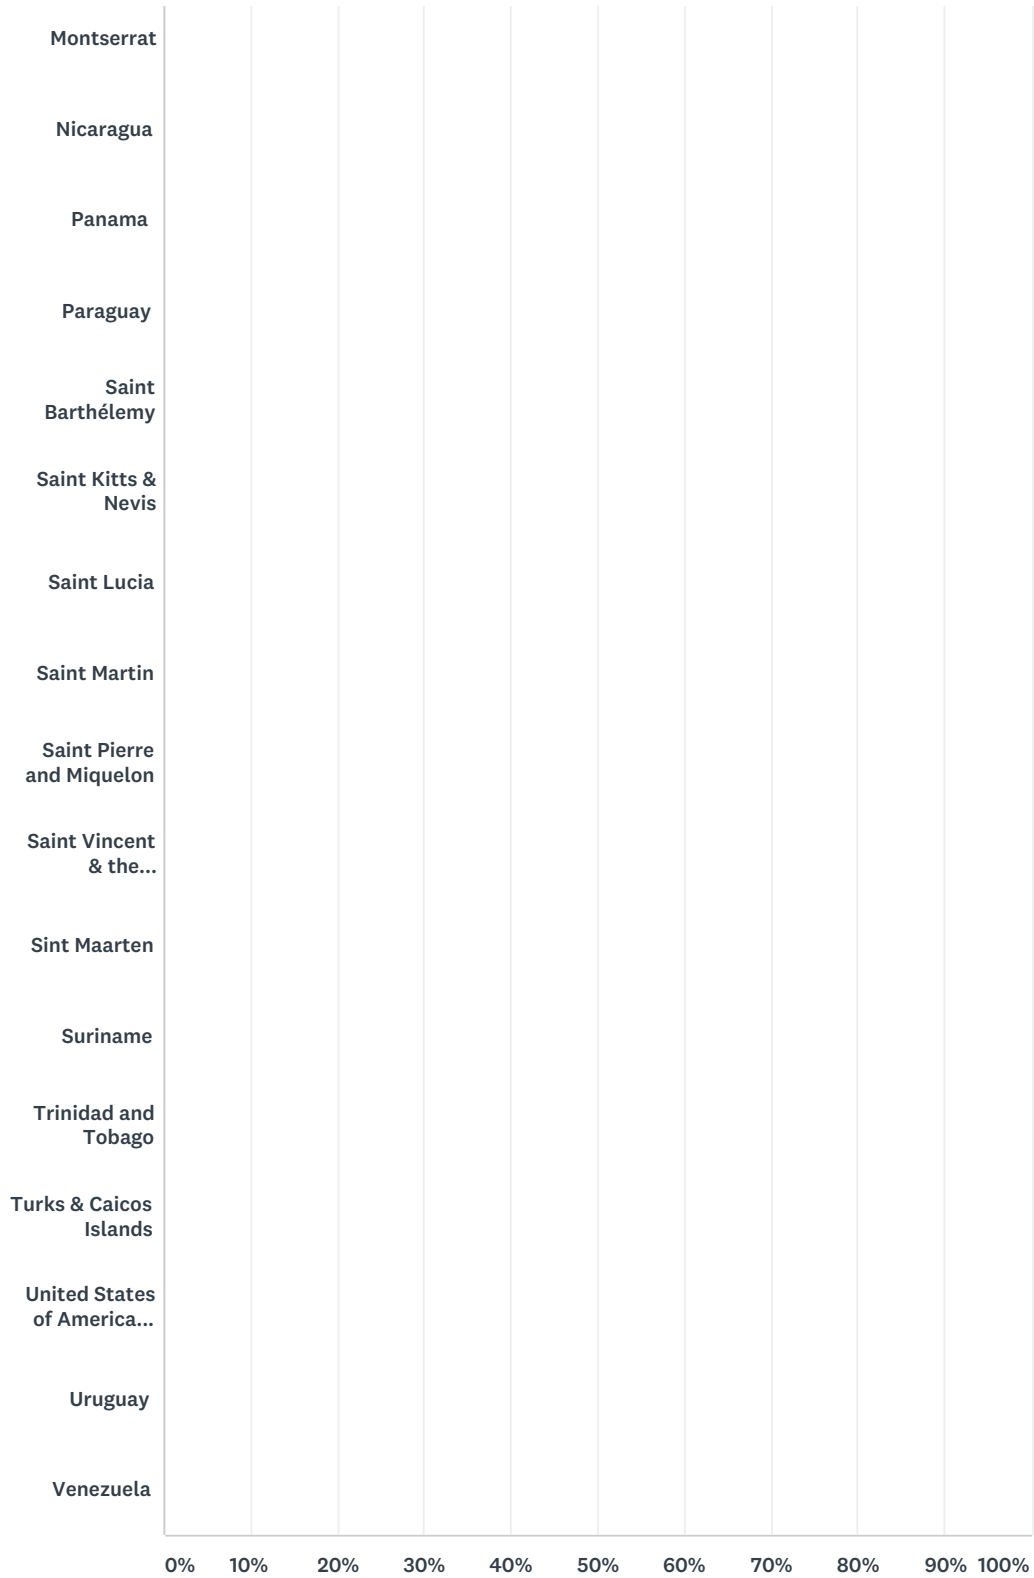 Montserrat
Nicaragua
Panama
Paraguay
Saint
Barthélemy
Saint Kitts &
Nevis
Saint Lucia
Saint Martin
Saint Pierre
and Miquelon
Saint Vincent
& the...
Sint Maarten
Suriname
Trinidad and
Tobago
Turks & Caicos
Islands
United States
of America...
Uruguay
Venezuela
0% 10% 20% 30% 40% 50% 60% 70% 80% 90% 100%